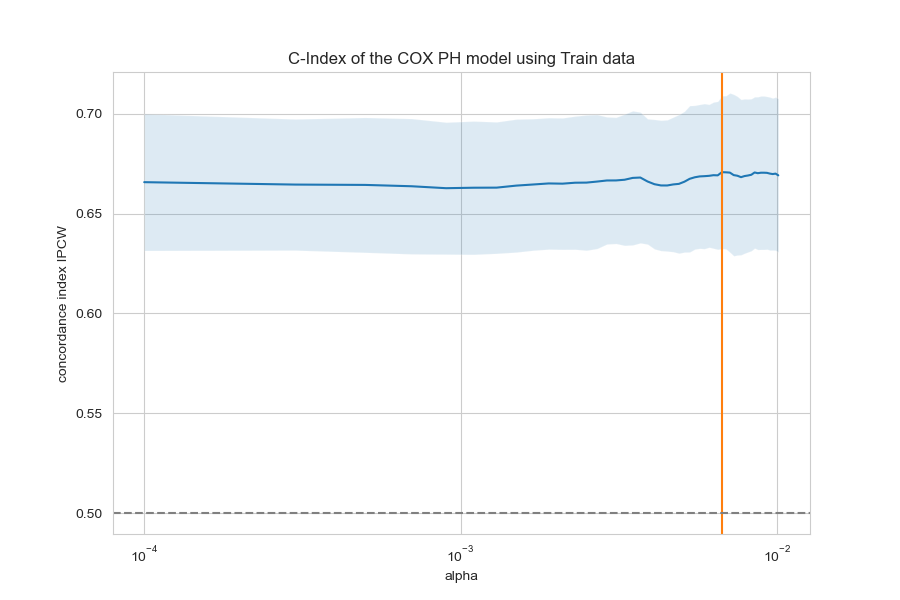 C-Index of the COX PH model using Train data
concordance index IPCW
0.70
0.65
0.60
0.55
0.50
10⁻⁴
10⁻³
10⁻²
alpha